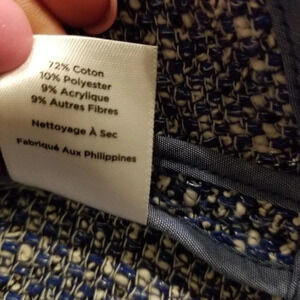 72% Coton
10% Polyester
9% Acrylique
9% Autres Fibres
Nettoyage À Sec
Fabriqué Aux Philippines